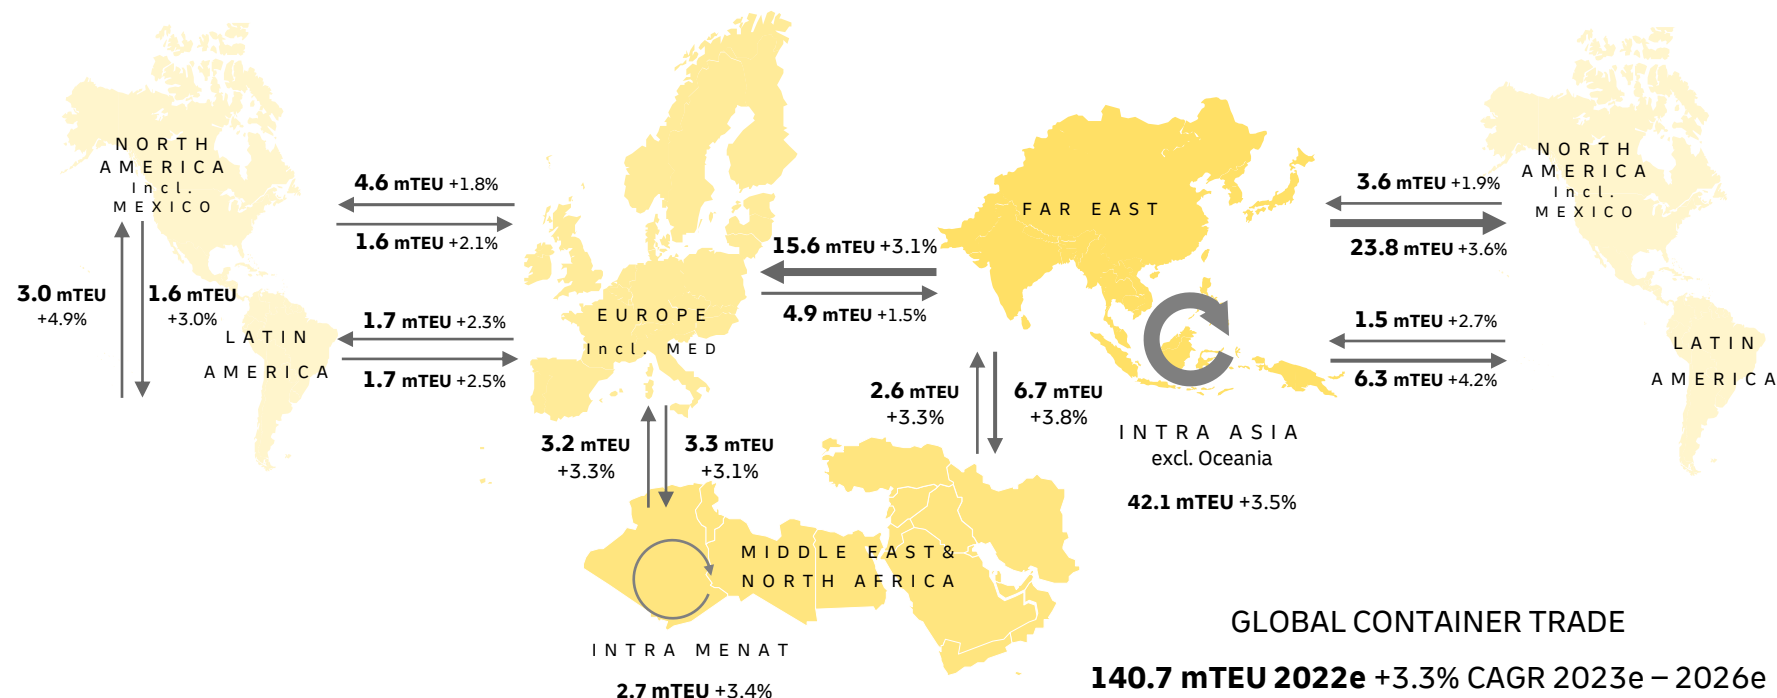 NORTH
AMERICA
Incl.
MEXICO
4.6 mTEU +1.8%
1.6 mTEU +2.1%
3.0 mTEU
+4.9%
1.6 mTEU
+3.0%
LATIN
AMERICA
1.7 mTEU +2.3%
1.7 mTEU +2.5%
EUROPE
Incl. MED
15.6 mTEU +3.1%
4.9 mTEU +1.5%
FAR EAST
3.6 mTEU +1.9%
23.8 mTEU +3.6%
NORTH
AMERICA
Incl.
MEXICO
1.5 mTEU +2.7%
6.3 mTEU +4.2%
LATIN
AMERICA
3.2 mTEU
+3.3%
3.3 mTEU
+3.1%
2.6 mTEU
+3.3%
6.7 mTEU
+3.8%
INTRA ASIA
excl. Oceania
42.1 mTEU +3.5%
MIDDLE EAST&
NORTH AFRICA
INTRA MENAT
2.7 mTEU +3.4%
GLOBAL CONTAINER TRADE
140.7 mTEU 2022e +3.3% CAGR 2023e – 2026e